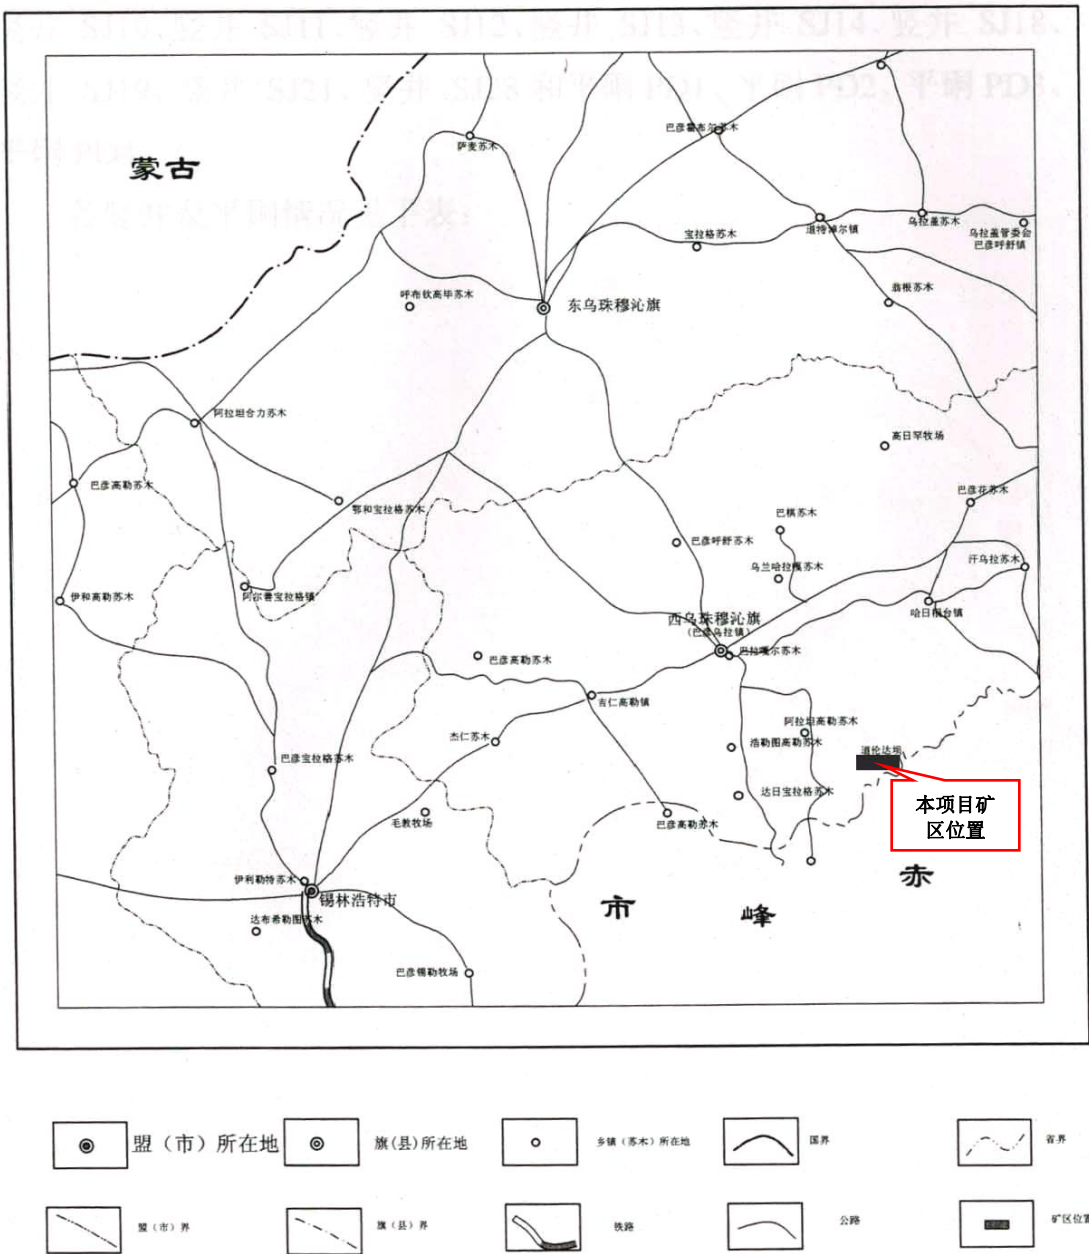 蒙古
萨麦苏木
巴彦霍布尔苏木
宝拉格苏木
道特淖尔镇
乌拉盖苏木
乌拉盖管委会
巴彦呼舒镇
呼布钦高毕苏木
东乌珠穆沁旗
翁根苏木
阿拉坦合力苏木
高日罕牧场
巴彦高勒苏木
鄂和宝拉格苏木
巴彦花苏木
巴棋苏木
巴彦呼舒苏木
乌兰哈拉嘎苏木
汗乌拉苏木
伊和高勒苏木
阿尔善宝拉格镇
哈日根台镇
西乌珠穆沁旗
(巴彦乌拉镇)
巴拉嘎尔苏木
巴彦高勒苏木
吉仁高勒镇
阿拉坦高勒苏木
杰仁苏木
浩勒图高勒苏木
道伦达坝
巴彦宝拉格苏木
达日宝拉格苏木
本项目矿
区位置
毛敦牧场
巴彦高勒苏木
伊利勒特苏木
锡林浩特市
赤
市
峰
达布希勒图苏木
巴彦锡勒牧场
盟（市）所在地
旗(县)所在地
乡镇（苏木）所在地
国界
省界
盟（市）界
旗（县）界
铁路
公路
矿区位置